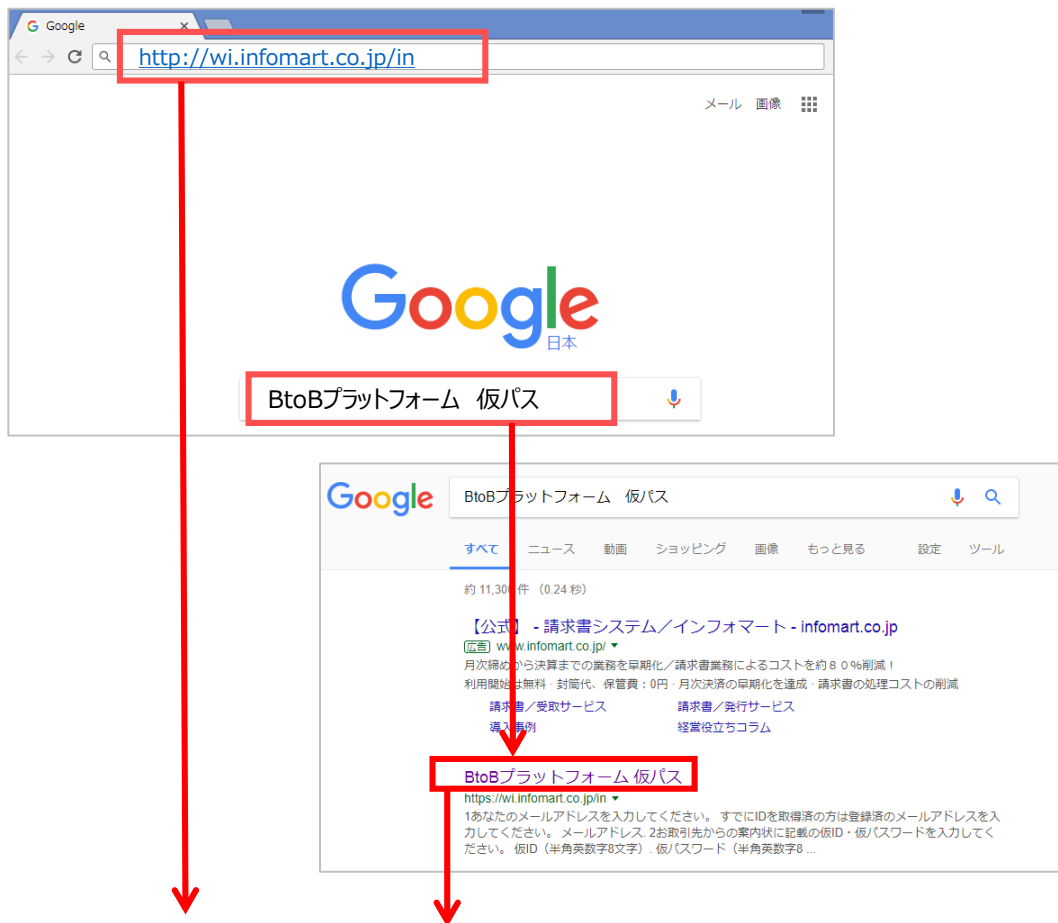 Google
http://wi.infomart.co.jp/in
メール 画像
Google
日本
BtoBプラットフォーム 仮パス
Google
BtoBプラットフォーム 仮パス
すべて ニュース 動画 ショッピング 画像 もっと見る 設定 ツール
約 11,300 件 （0.24 秒）
【公式】 - 請求書システム／インフォマート - infomart.co.jp
広告 www.infomart.co.jp/
月次締めから決算までの業務を早期化／請求書業務によるコストを約８０％削減！
利用開始は無料 · 封筒代、保管費：0円 · 月次決済の早期化を達成 · 請求書の処理コストの削減
請求書／受取サービス 請求書／発行サービス
導入事例 経営役立ちコラム
BtoBプラットフォーム 仮パス
https://wi.infomart.co.jp/in
1あなたのメールアドレスを入力してください。 すでにIDを取得済の方は登録済のメールアドレスを入
力してください。 メールアドレス. 2お取引先からの案内状に記載の仮ID・仮パスワードを入力してく
ださい。 仮ID（半角英数字8文字）. 仮パスワード（半角英数字8 ...